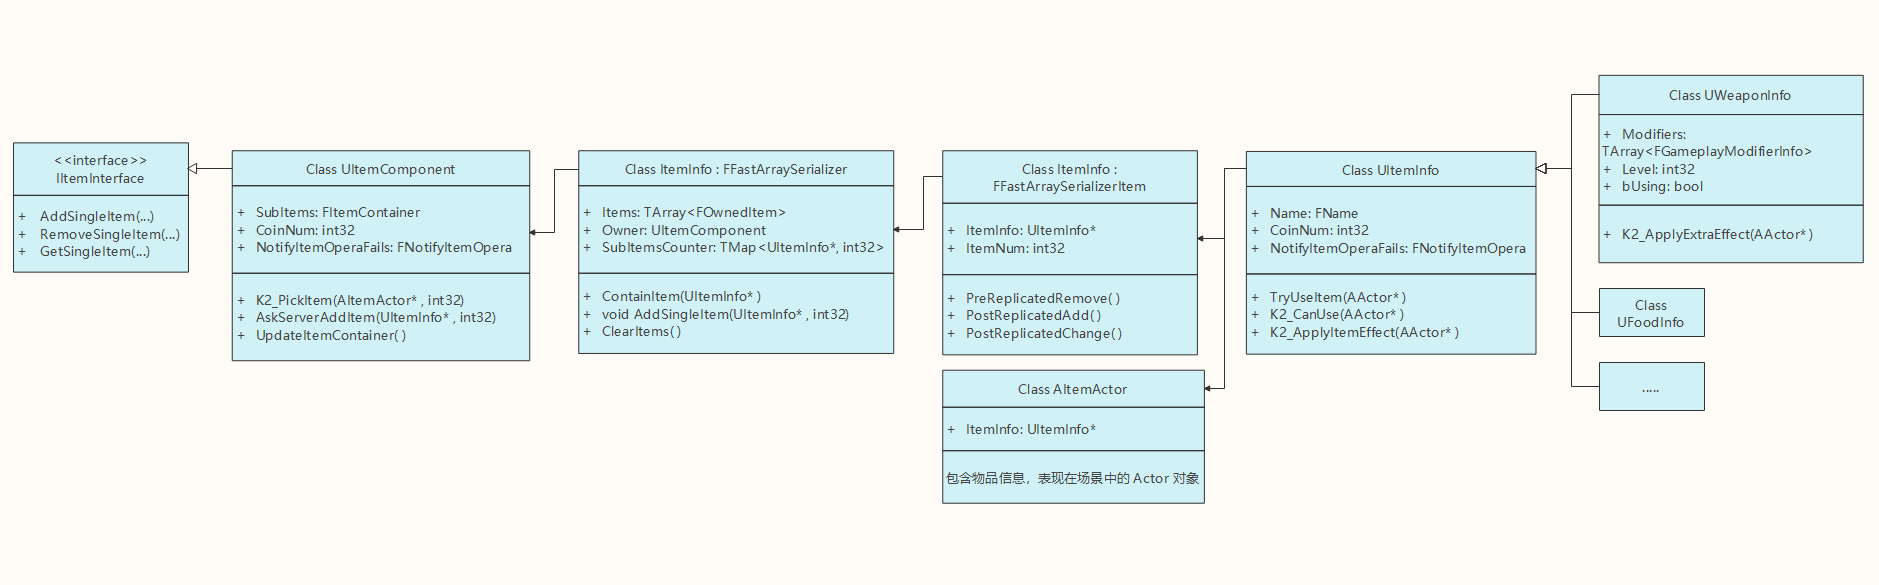 <<interface>>
IItemInterface
+ AddSingleItem(...)
+ RemoveSingleItem(...)
+ GetSingleItem(...)
Class UItemComponent
+ SubItems: FItemContainer
+ CoinNum: int32
+ NotifyItemOperaFails: FNotifyItemOpera
+ K2_PickItem(AItemActor* , int32)
+ AskServerAddItem(UItemInfo* , int32)
+ UpdateItemContainer( )
Class ItemInfo : FFastArraySerializer
+ Items: TArray<FOwnedItem>
+ Owner: UItemComponent
+ SubItemsCounter: TMap<UItemInfo*, int32>
+ ContainItem(UItemInfo* )
+ void AddSingleItem(UItemInfo* , int32)
+ ClearItems( )
Class ItemInfo :
FFastArraySerializerItem
+ ItemInfo: UItemInfo*
+ ItemNum: int32
+ PreReplicatedRemove( )
+ PostReplicatedAdd( )
+ PostReplicatedChange( )
Class AItemActor
+ ItemInfo: UItemInfo*
包含物品信息，表现在场景中的 Actor 对象
Class UItemInfo
+ Name: FName
+ CoinNum: int32
+ NotifyItemOperaFails: FNotifyItemOpera
+ TryUseItem(AActor* )
+ K2_CanUse(AActor* )
+ K2_ApplyItemEffect(AActor* )
Class UWeaponInfo
+ Modifiers:
TArray<FGameplayModifierInfo>
+ Level: int32
+ bUsing: bool
+ K2_ApplyExtraEffect(AActor* )
Class
UFoodInfo
.....